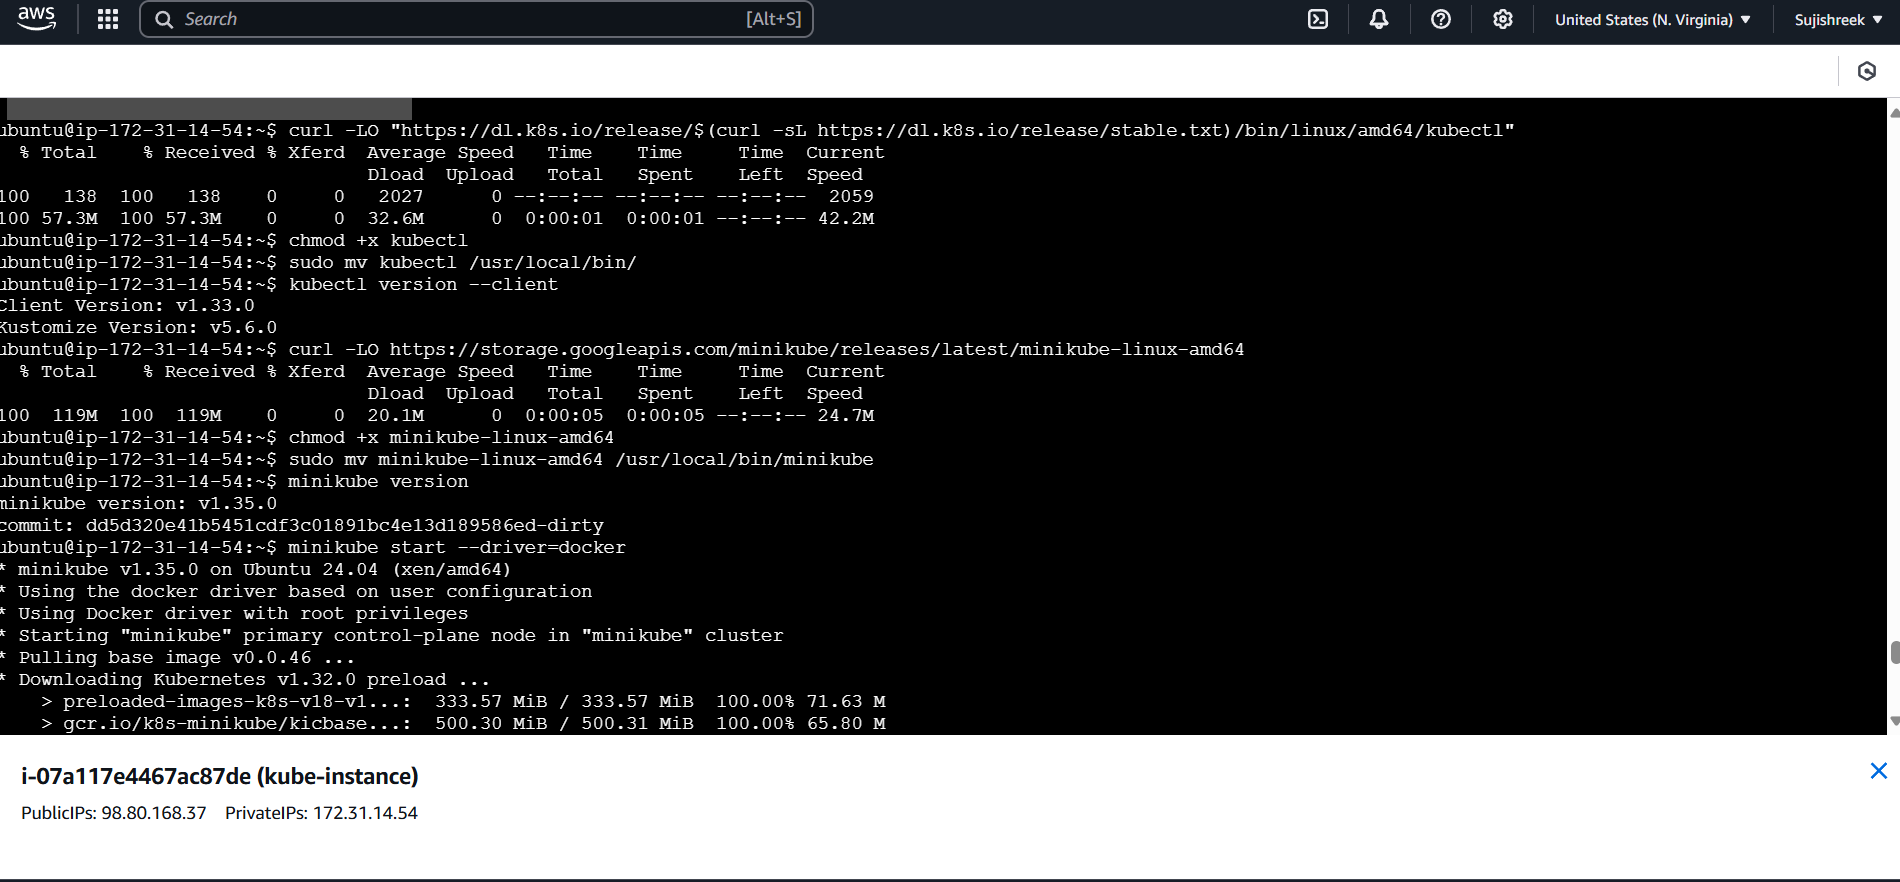 aws
Search [Alt+S] United States (N. Virginia) Sujishreek
ubuntu@ip-172-31-14-54:~$ curl -LO "https://dl.k8s.io/release/$(curl -sL https://dl.k8s.io/release/stable.txt)/bin/linux/amd64/kubectl"
% Total % Received % Xferd Average Speed Time Time Time Current
Dload Upload Total Spent Left Speed
100 138 100 138 0 0 2027 0 --:--:-- --:--:-- --:--:-- 2059
100 57.3M 100 57.3M 0 0 32.6M 0 0:00:01 0:00:01 --:--:-- 42.2M
ubuntu@ip-172-31-14-54:~$ chmod +x kubectl
ubuntu@ip-172-31-14-54:~$ sudo mv kubectl /usr/local/bin/
ubuntu@ip-172-31-14-54:~$ kubectl version --client
Client Version: v1.33.0
Kustomize Version: v5.6.0
ubuntu@ip-172-31-14-54:~$ curl -LO https://storage.googleapis.com/minikube/releases/latest/minikube-linux-amd64
% Total % Received % Xferd Average Speed Time Time Time Current
Dload Upload Total Spent Left Speed
100 119M 100 119M 0 0 20.1M 0 0:00:05 0:00:05 --:--:-- 24.7M
ubuntu@ip-172-31-14-54:~$ chmod +x minikube-linux-amd64
ubuntu@ip-172-31-14-54:~$ sudo mv minikube-linux-amd64 /usr/local/bin/minikube
ubuntu@ip-172-31-14-54:~$ minikube version
minikube version: v1.35.0
commit: dd5d320e41b5451cdf3c01891bc4e13d189586ed-dirty
ubuntu@ip-172-31-14-54:~$ minikube start --driver=docker
* minikube v1.35.0 on Ubuntu 24.04 (xen/amd64)
* Using the docker driver based on user configuration
* Using Docker driver with root privileges
* Starting "minikube" primary control-plane node in "minikube" cluster
* Pulling base image v0.0.46 ...
* Downloading Kubernetes v1.32.0 preload ...
> preloaded-images-k8s-v18-v1...: 333.57 MiB / 333.57 MiB 100.00% 71.63 M
> gcr.io/k8s-minikube/kicbase...: 500.30 MiB / 500.31 MiB 100.00% 65.80 M
i-07a117e4467ac87de (kube-instance)
PublicIPs: 98.80.168.37 PrivateIPs: 172.31.14.54